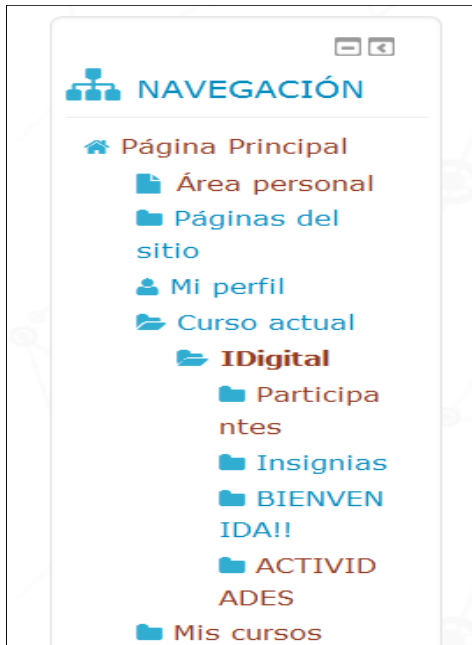 NAVEGACIÓN
Página Principal
Área personal
Páginas del
sitio
Mi perfil
Curso actual
IDigital
Participa
ntes
Insignias
BIENVEN
IDA!!
ACTIVID
ADES
Mis cursos